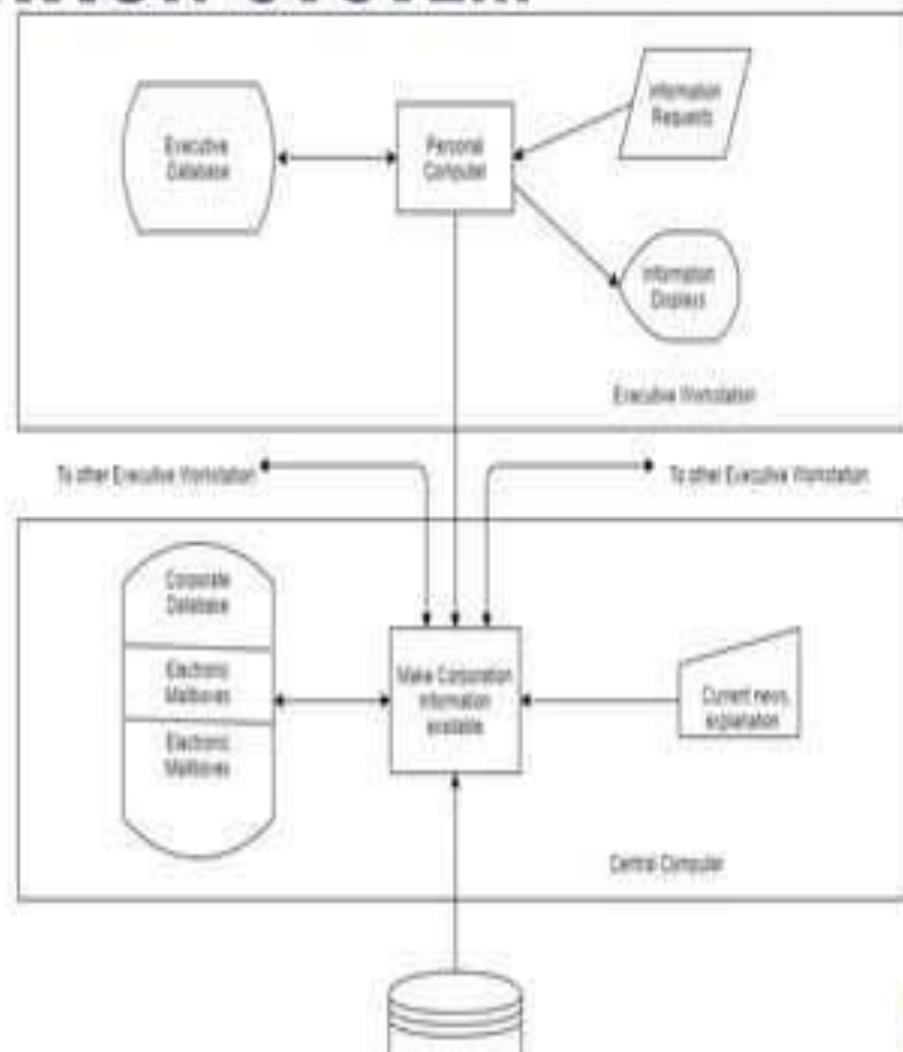 Executive
Database
Personal
Computer
Information
Requests
Information
Displays
Executive Workstation
To other Executive Workstation
To other Executive Workstation
Corporate
Database
Electronic
Mailboxes
Electronic
Mailboxes
Make Corporation
Information
available
Current news,
explanation
Central Computer